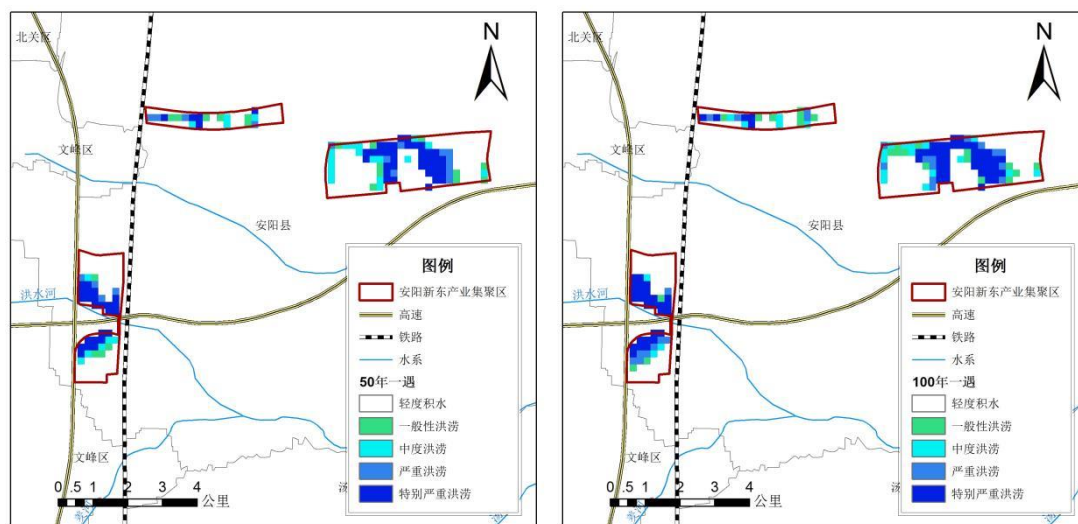 北关区
N
文峰区
安阳县
洪水河
图例
安阳新东产业集聚区
高速
铁路
水系
50年一遇
轻度积水
一般性洪涝
中度洪涝
严重洪涝
特别严重洪涝
文峰区
0 .5 1 2 3 4
公里
汤
北关区
N
文峰区
安阳县
洪水河
图例
安阳新东产业集聚区
高速
铁路
水系
100年一遇
轻度积水
一般性洪涝
中度洪涝
严重洪涝
特别严重洪涝
文峰区
0 .5 1 2 3 4
公里
汤